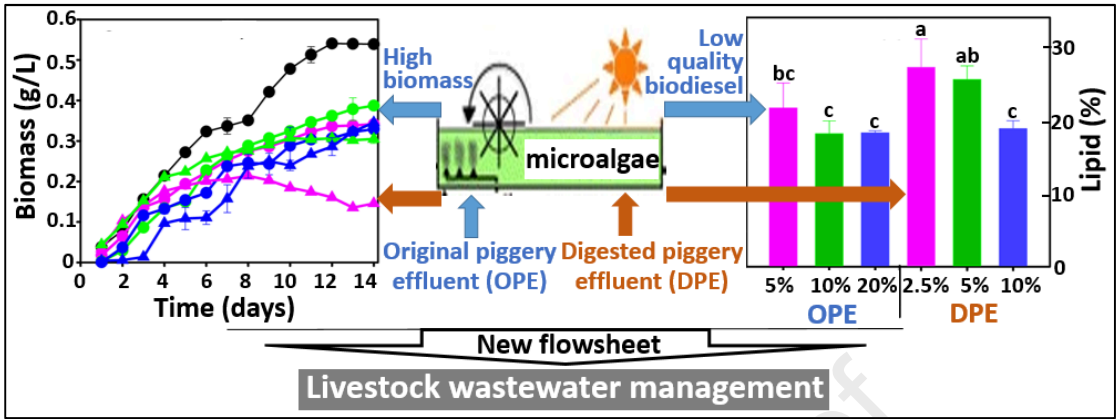 0.6
0.5
0.4
0.3
0.2
0.1
0
Biomass (g/L)
0 2 4 6 8 10 12 14
Time (days)
High
biomass
Low
quality
biodiesel
microalgae
Original piggery
effluent (OPE)
Digested piggery
effluent (DPE)
bc
c
c
a
ab
c
30
20
10
0
Lipid (%)
5% 10% 20% 2.5% 5% 10%
OPE DPE
New flowsheet
Livestock wastewater management
of